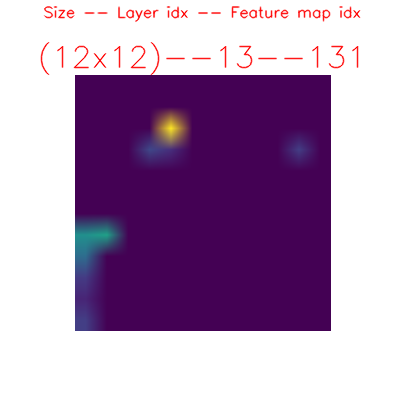 Size -- Layer idx -- Feature map idx
(12x12)--13--131